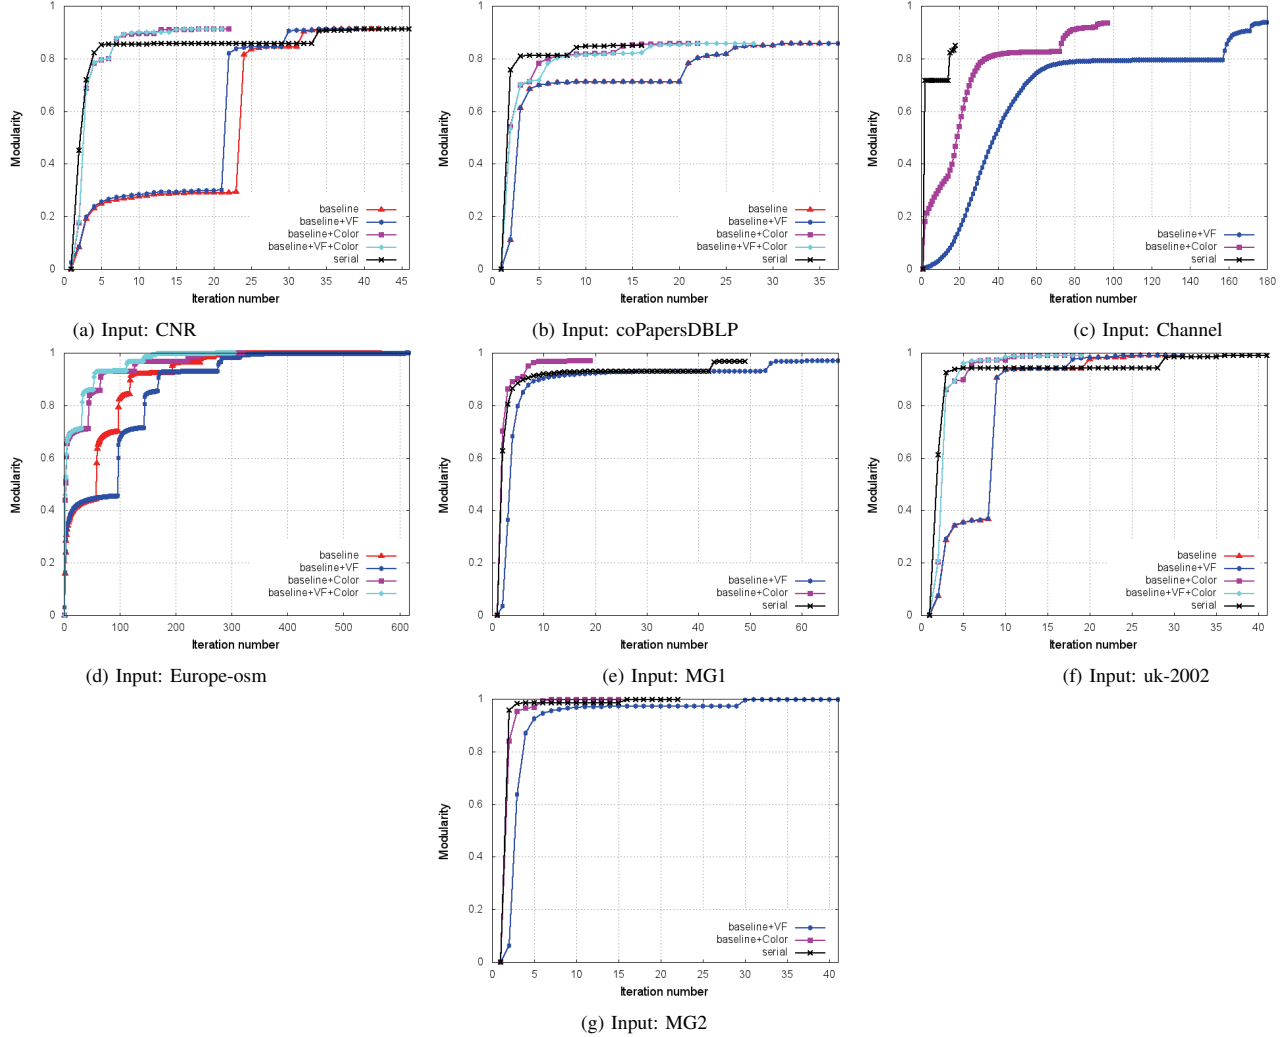 1
0.8
0.6
0.4
0.2
0
Modularity
baseline
baseline+VF
baseline+Color
baseline+VF+Color
serial
0 5 10 15 20 25 30 35 40 45
Iteration number
(a) Input: CNR
1
0.8
0.6
0.4
0.2
0
Modularity
baseline
baseline+VF
baseline+Color
baseline+VF+Color
serial
0 5 10 15 20 25 30 35
Iteration number
(b) Input: coPapersDBLP
1
0.8
0.6
0.4
0.2
0
Modularity
baseline+VF
baseline+Color
serial
0 20 40 60 80 100 120 140 160 180
Iteration number
(c) Input: Channel
1
0.8
0.6
0.4
0.2
0
Modularity
baseline
baseline+VF
baseline+Color
baseline+VF+Color
0 100 200 300 400 500 600
Iteration number
(d) Input: Europe-osm
1
0.8
0.6
0.4
0.2
0
Modularity
baseline+VF
baseline+Color
serial
0 10 20 30 40 50 60
Iteration number
(e) Input: MG1
1
0.8
0.6
0.4
0.2
0
Modularity
baseline
baseline+VF
baseline+Color
baseline+VF+Color
serial
0 5 10 15 20 25 30 35 40
Iteration number
(f) Input: uk-2002
1
0.8
0.6
0.4
0.2
0
Modularity
baseline+VF
baseline+Color
serial
0 5 10 15 20 25 30 35 40
Iteration number
(g) Input: MG2